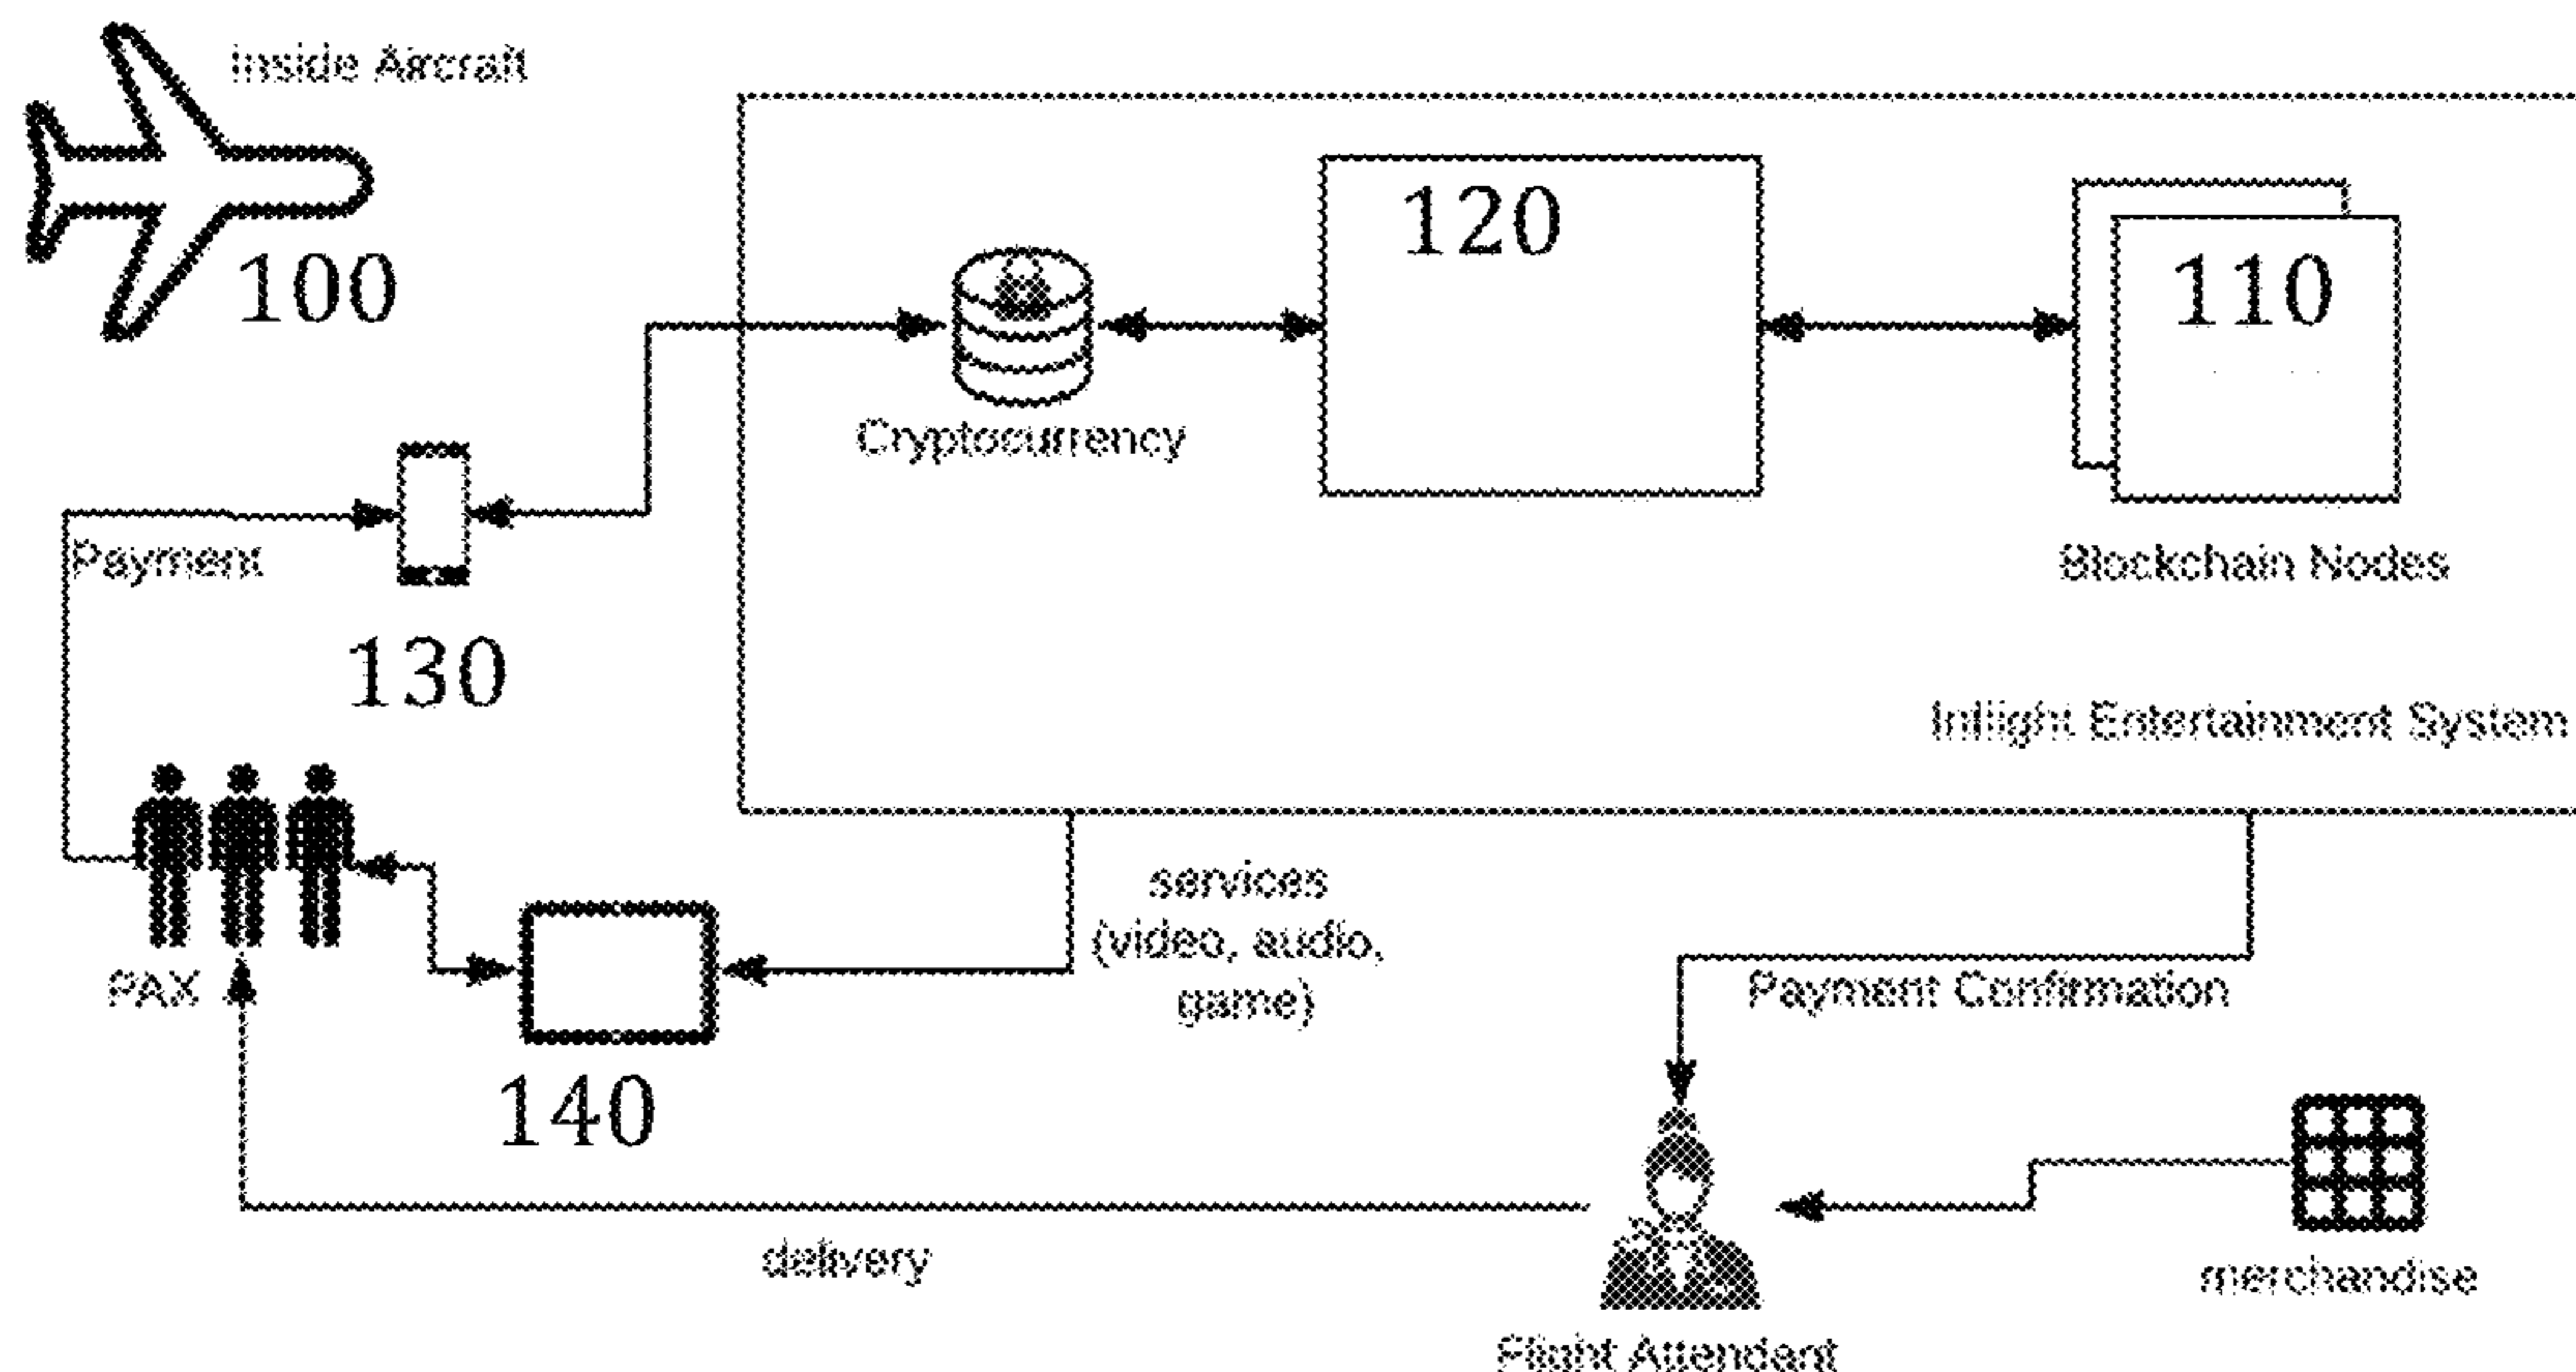 Inside Aircraft
100
120
110
Cryptocurrency
Payment
Blockchain Nodes
130
Inflight Entertainment System
services
(video, audio,
game)
PAX
Payment Confirmation
140
delivery
merchandise
Flight Attendant